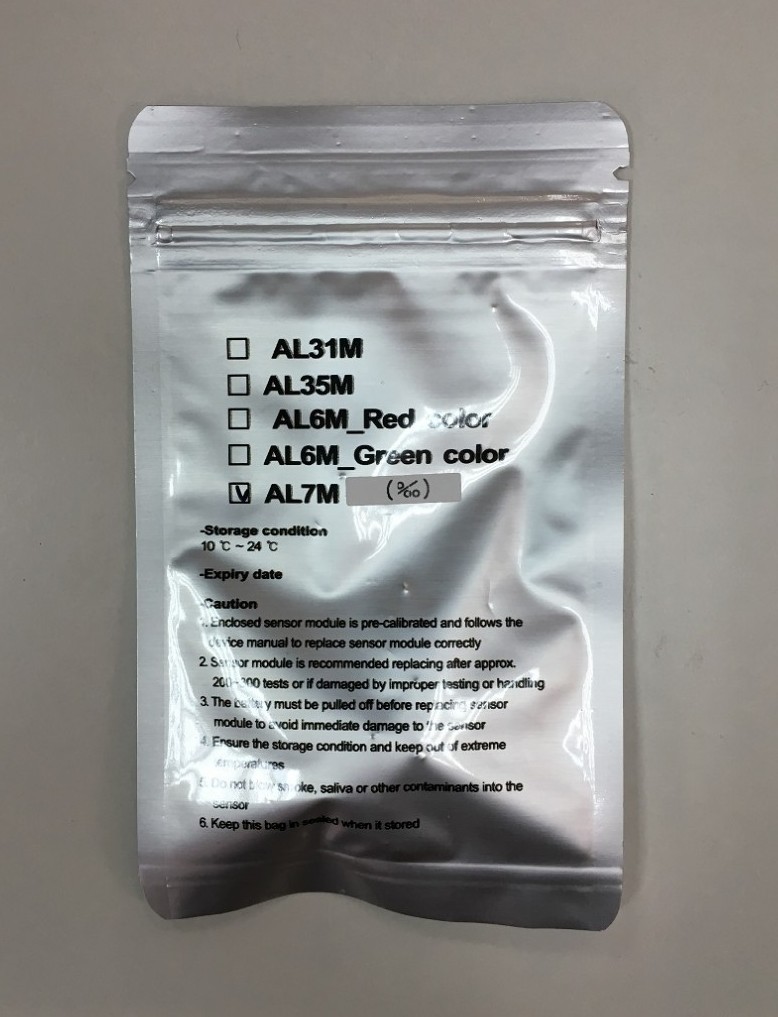 ☐ AL31M
☐ AL35M
☐ AL6M_Red color
☐ AL6M_Green color
☑ AL7M (‰)
-Storage condition
10 ℃ ~ 24 ℃
-Expiry date
-Caution
1. Enclosed sensor module is pre-calibrated and follows the
device manual to replace sensor module correctly
2. Sensor module is recommended replacing after approx.
200~300 tests or if damaged by improper testing or handling
3. The battery must be pulled off before replacing sensor
module to avoid immediate damage to the sensor
4. Ensure the storage condition and keep out of extreme
temperatures
5. Do not blow smoke, saliva or other contaminants into the
sensor
6. Keep this bag in sealed when it stored